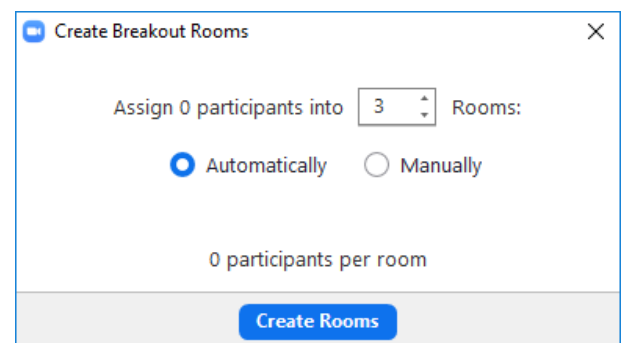 Create Breakout Rooms
Assign 0 participants into 3 Rooms:
Automatically Manually
0 participants per room
Create Rooms